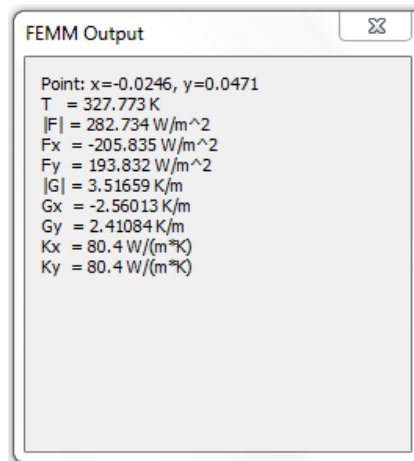 FEMM Output
Point: x=-0.0246, y=0.0471
T = 327.773 K
|F| = 282.734 W/m^2
Fx = -205.835 W/m^2
Fy = 193.832 W/m^2
|G| = 3.51659 K/m
Gx = -2.56013 K/m
Gy = 2.41084 K/m
Kx = 80.4 W/(m*K)
Ky = 80.4 W/(m*K)